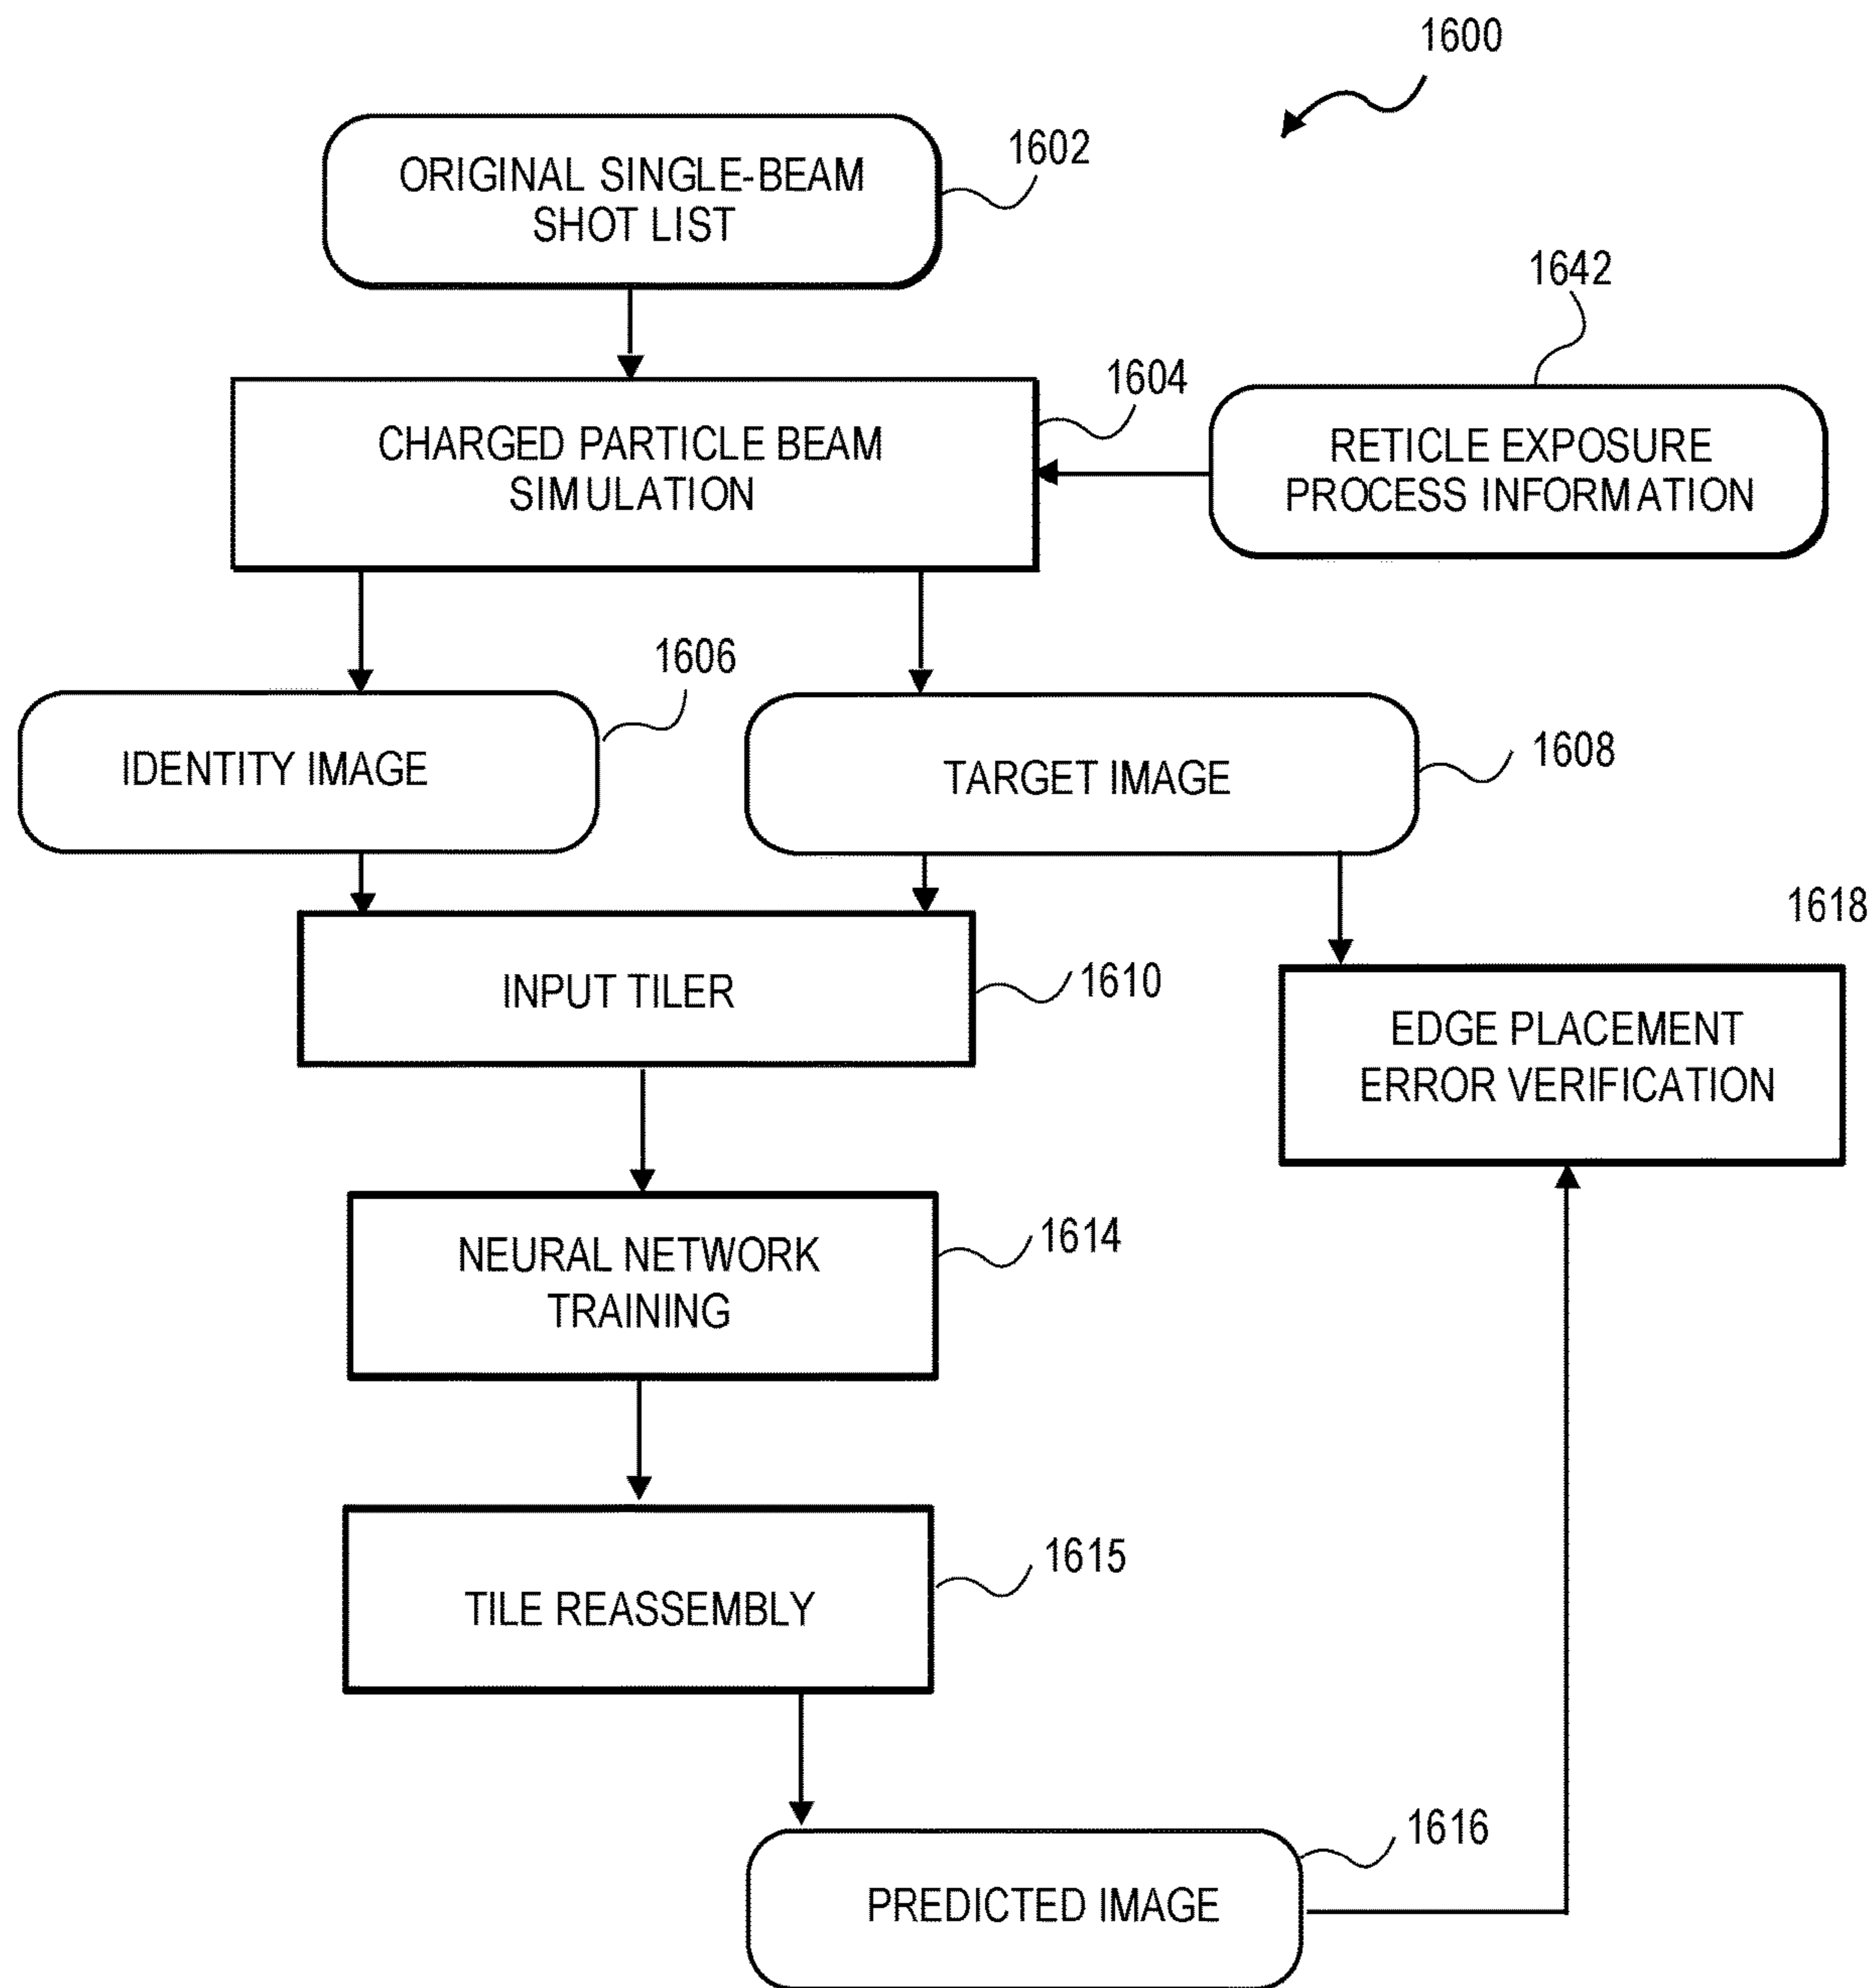 1600
ORIGINAL SINGLE-BEAM
SHOT LIST
1602
1642
CHARGED PARTICLE BEAM
SIMULATION
1604
RETICLE EXPOSURE
PROCESS INFORMATION
1606
IDENTITY IMAGE
TARGET IMAGE
1608
1618
INPUT TILER
1610
EDGE PLACEMENT
ERROR VERIFICATION
NEURAL NETWORK
TRAINING
1614
TILE REASSEMBLY
1615
1616
PREDICTED IMAGE